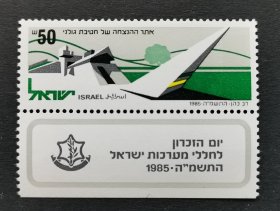 50 ש
אתר ההנצחה של חטיבת גולני
ישראל ISRAEL اسرائيل
רב כהן · התשמ"ה · 1985
יום הזכרון
לחללי מערכות ישראל
התשמ"ה · 1985